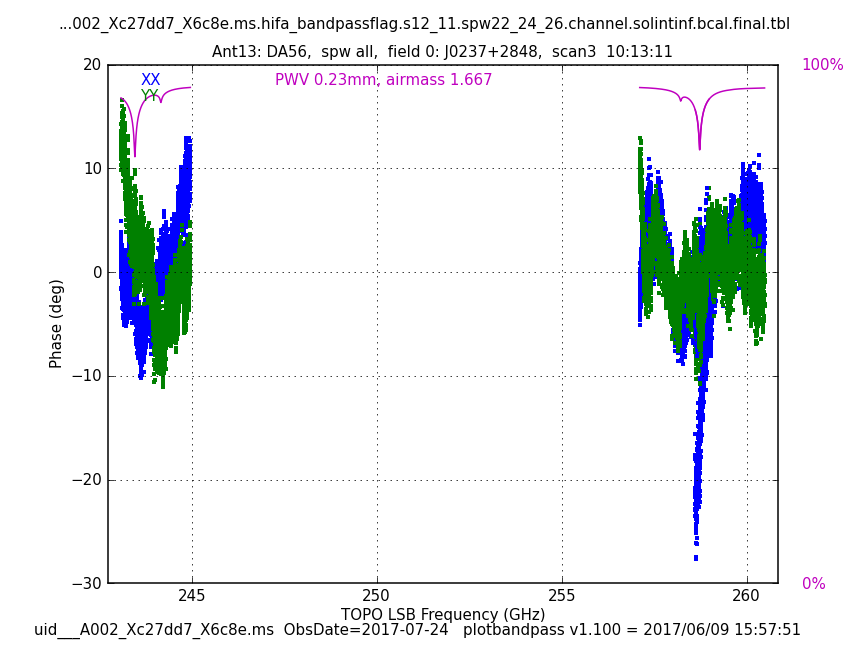 ...002_Xc27dd7_X6c8e.ms.hifa_bandpassflag.s12_11.spw22_24_26.channel.solintinf.bcal.final.tbl
Ant13: DA56, spw all, field 0: J0237+2848, scan3 10:13:11
20
XX
PWV 0.23mm, airmass 1.667
100%
YY
10
0
Phase (deg)
−10
−20
−30
0%
245
250
255
260
TOPO LSB Frequency (GHz)
uid___A002_Xc27dd7_X6c8e.ms ObsDate=2017-07-24 plotbandpass v1.100 = 2017/06/09 15:57:51